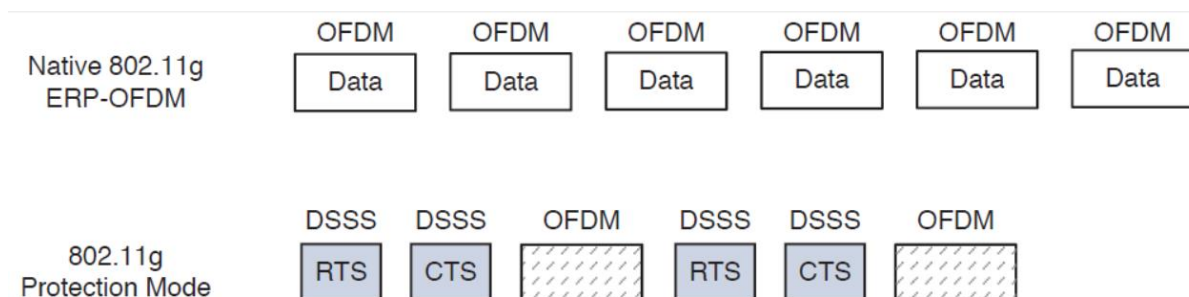 OFDM OFDM OFDM OFDM OFDM OFDM
Native 802.11g
ERP-OFDM
Data Data Data Data Data Data
DSSS DSSS OFDM DSSS DSSS OFDM
802.11g
Protection Mode
RTS CTS RTS CTS